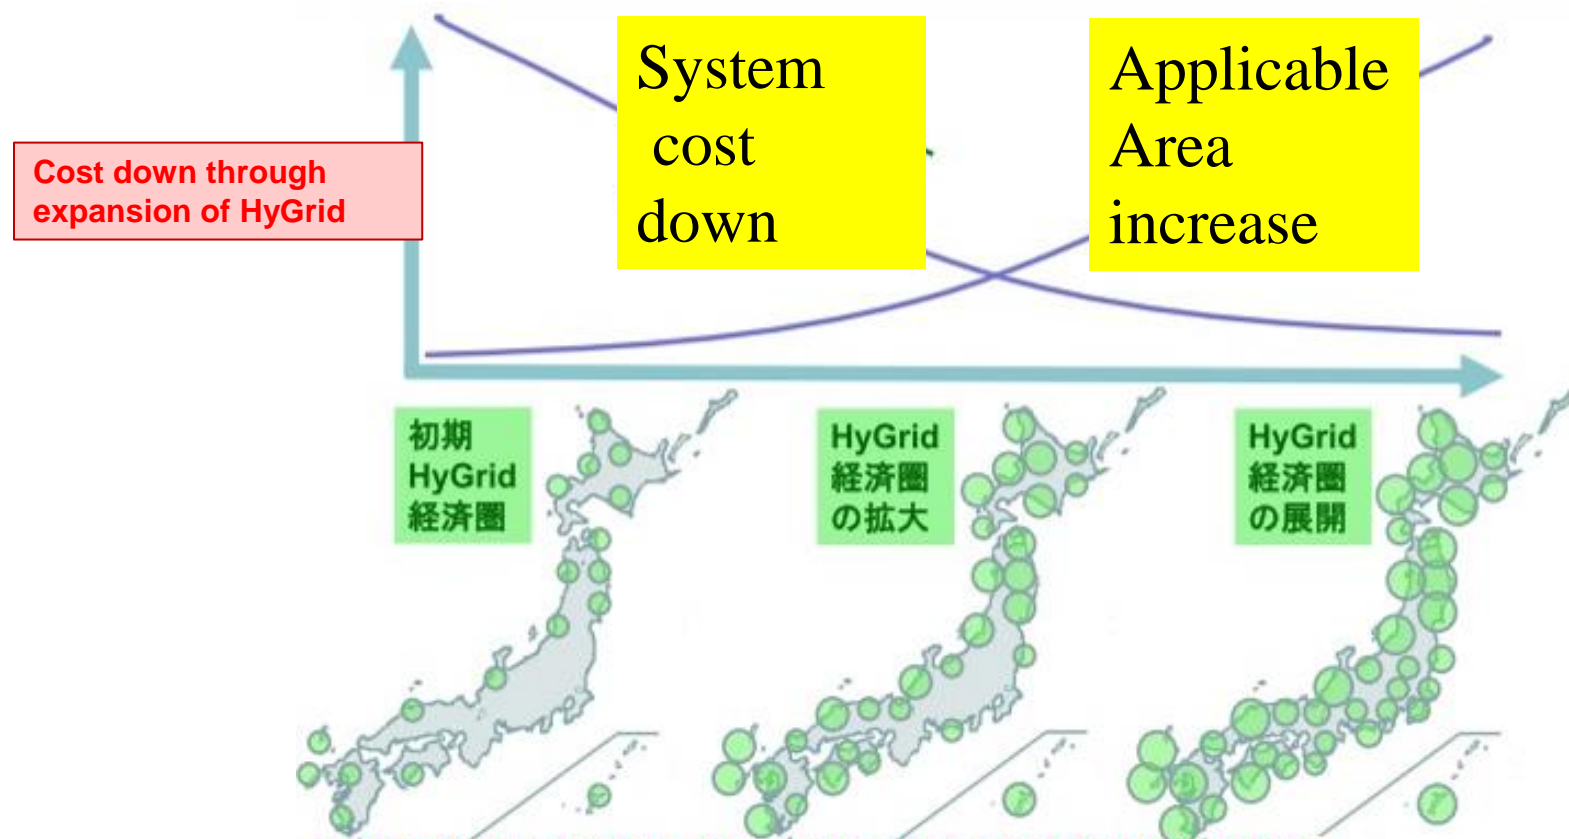 System
cost
down
Applicable
Area
increase
Cost down through
expansion of HyGrid
初期
HyGrid
経済圏
HyGrid
経済圏
の拡大
HyGrid
経済圏
の展開